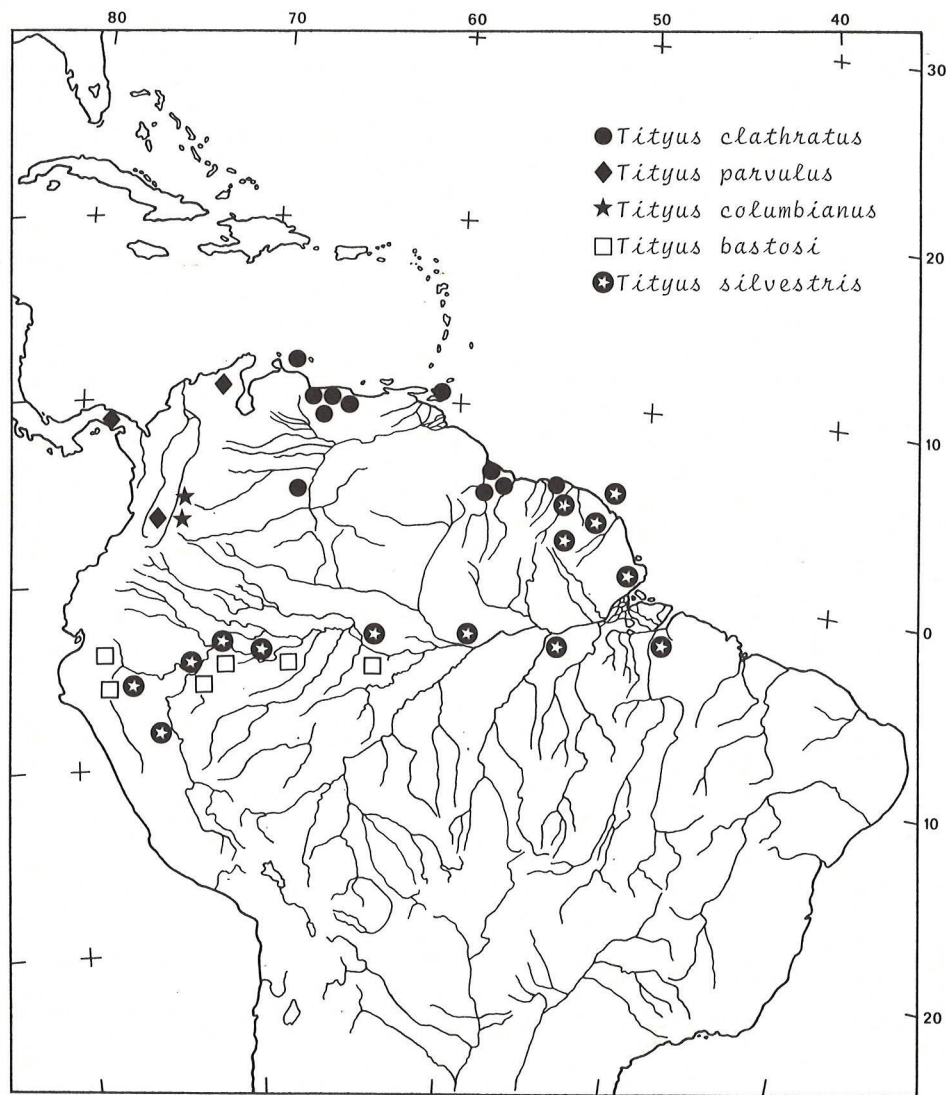 80 70 60 50 40
30
Tityus clathratus
Tityus parvulus
Tityus columbianus
Tityus bastosi
20
Tityus silvestris
10
0
10
20